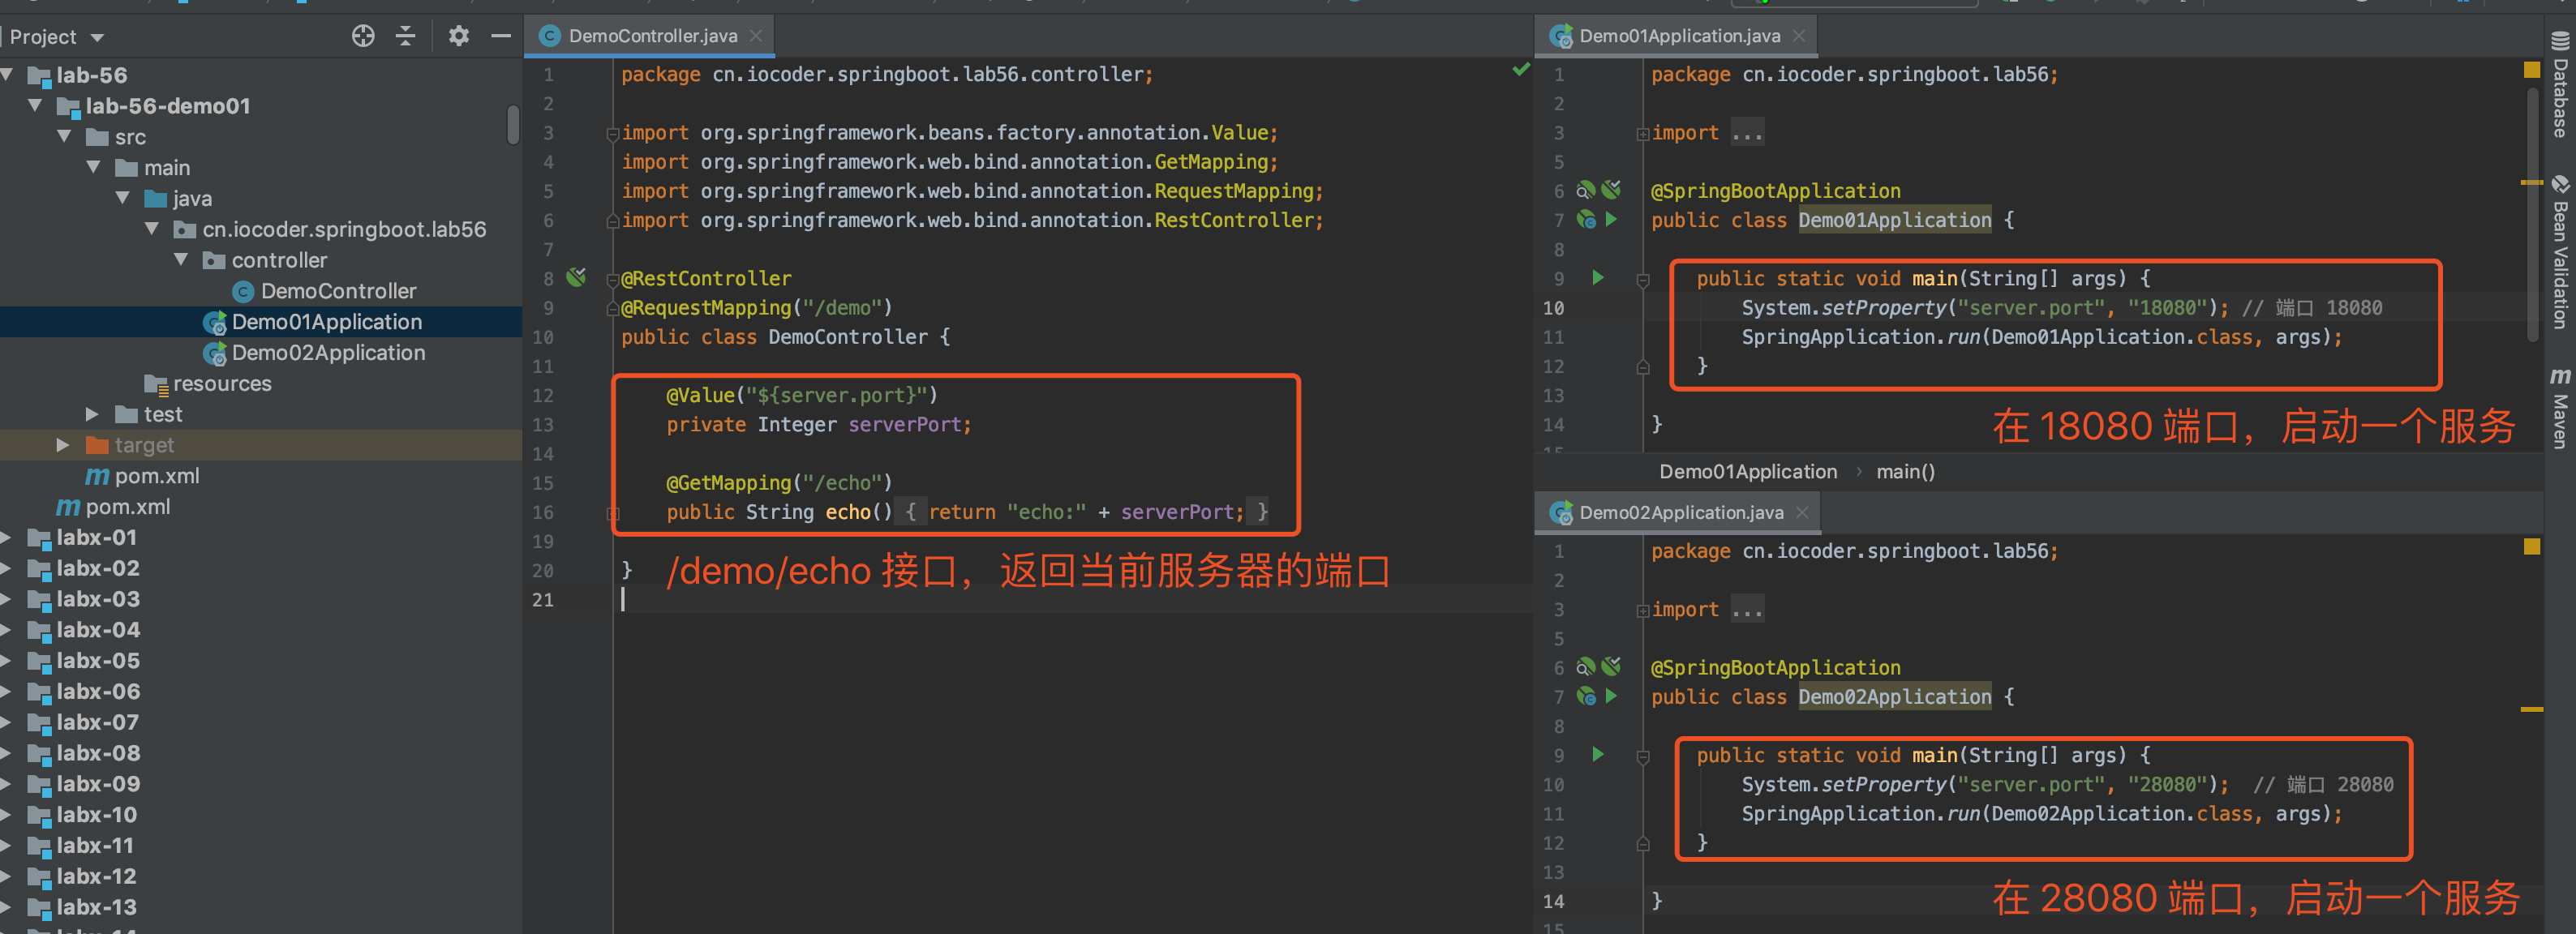 Project
lab-56
lab-56-demo01
src
main
java
cn.iocoder.springboot.lab56
controller
DemoController
Demo01Application
Demo02Application
resources
test
target
pom.xml
pom.xml
labx-01
labx-02
labx-03
labx-04
labx-05
labx-06
labx-07
labx-08
labx-09
labx-10
labx-11
labx-12
labx-13
DemoController.java
1 package cn.iocoder.springboot.lab56.controller;
2
3 import org.springframework.beans.factory.annotation.Value;
4 import org.springframework.web.bind.annotation.GetMapping;
5 import org.springframework.web.bind.annotation.RequestMapping;
6 import org.springframework.web.bind.annotation.RestController;
7
8 @RestController
9 @RequestMapping("/demo")
10 public class DemoController {
11
12 @Value("${server.port}")
13 private Integer serverPort;
14
15 @GetMapping("/echo")
16 public String echo() { return "echo:" + serverPort; }
19
20 }
/demo/echo 接口，返回当前服务器的端口
21
Demo01Application.java
1 package cn.iocoder.springboot.lab56;
2
3 import ...
5
6 @SpringBootApplication
7 public class Demo01Application {
8
9 public static void main(String[] args) {
10 System.setProperty("server.port", "18080"); // 端口 18080
11 SpringApplication.run(Demo01Application.class, args);
12 }
13
14 }
在 18080 端口，启动一个服务
15
Demo01Application › main()
Demo02Application.java
1 package cn.iocoder.springboot.lab56;
2
3 import ...
5
6 @SpringBootApplication
7 public class Demo02Application {
8
9 public static void main(String[] args) {
10 System.setProperty("server.port", "28080"); // 端口 28080
11 SpringApplication.run(Demo02Application.class, args);
12 }
13
14 }
在 28080 端口，启动一个服务
15
Database
Bean Validation
Maven